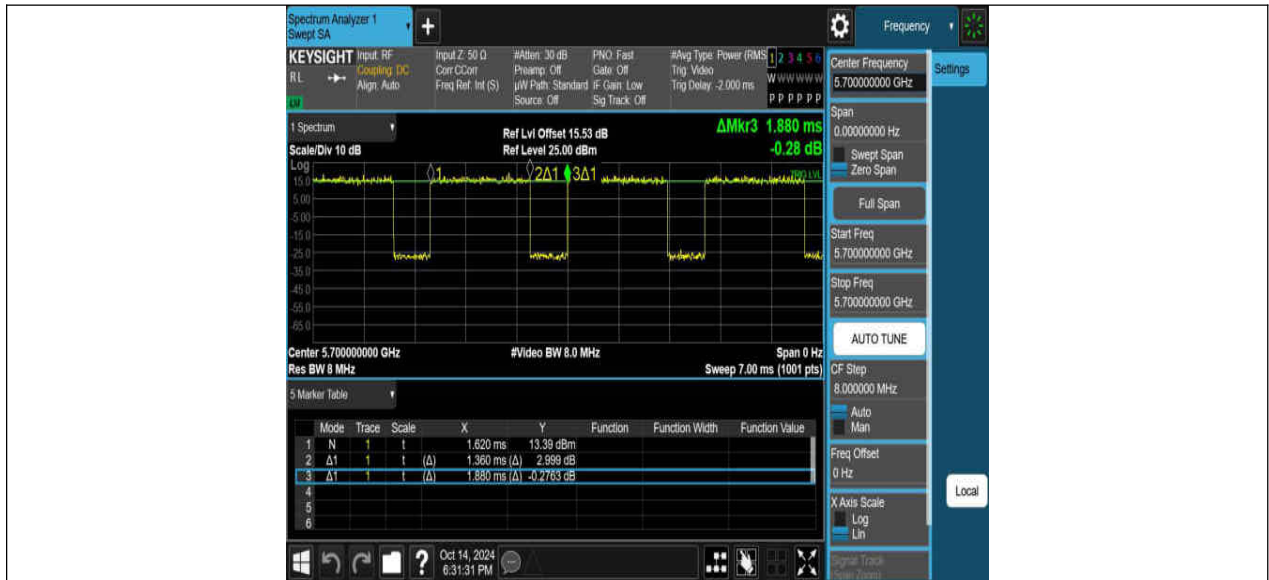 Spectrum Analyzer 1
Swept SA
+
Frequency
KEYSIGHT
RL
LM
Input: RF
Coupling: DC
Align: Auto
Input Z: 50 Ω
Corr CCorr
Freq Ref: Int (S)
#Atten: 30 dB
Preamp: Off
µW Path: Standard
Source: Off
PNO: Fast
Gate: Off
IF Gain: Low
Sig Track: Off
#Avg Type: Power (RMS
Trig: Video
Trig Delay: -2.000 ms
1 2 3 4 5 6
W W W W W W
P P P P P P
Center Frequency
5.700000000 GHz
Settings
1 Spectrum
Scale/Div 10 dB
Ref Lvl Offset 15.53 dB
Ref Level 25.00 dBm
ΔMkr3 1.880 ms
-0.28 dB
Log
15.0
5.00
-5.00
-15.0
-25.0
-35.0
-45.0
-55.0
-65.0
1
2Δ1
3Δ1
TRIG LVL
Center 5.700000000 GHz
Res BW 8 MHz
#Video BW 8.0 MHz
Span 0 Hz
Sweep 7.00 ms (1001 pts)
Span
0.00000000 Hz
Swept Span
Zero Span
Full Span
Start Freq
5.700000000 GHz
Stop Freq
5.700000000 GHz
AUTO TUNE
CF Step
8.000000 MHz
Auto
Man
Freq Offset
0 Hz
X Axis Scale
Log
Lin
Signal Track
(Span Zoom)
Local
5 Marker Table
Mode Trace Scale X Y Function Function Width Function Value
1 N 1 t 1.620 ms 13.39 dBm
2 Δ1 1 t (Δ) 1.360 ms (Δ) 2.999 dB
3 Δ1 1 t (Δ) 1.880 ms (Δ) -0.2763 dB
4
5
6
?
Oct 14, 2024
6:31:31 PM